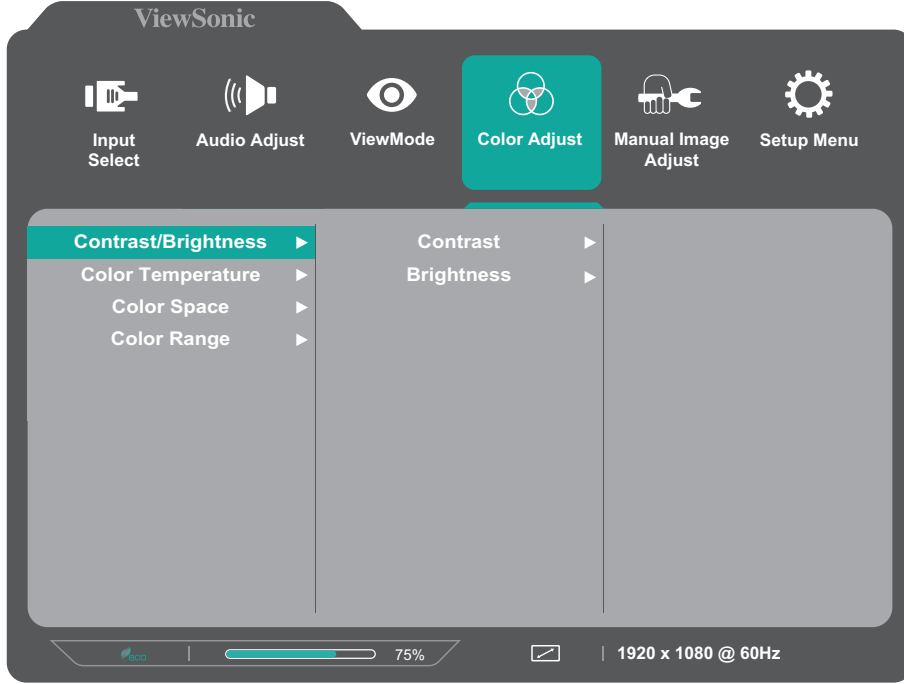 ViewSonic
Input
Select
Audio Adjust
ViewMode
Color Adjust
Manual Image
Adjust
Setup Menu
Contrast/Brightness
Color Temperature
Color Space
Color Range
Contrast
Brightness
eco
75%
1920 x 1080 @ 60Hz